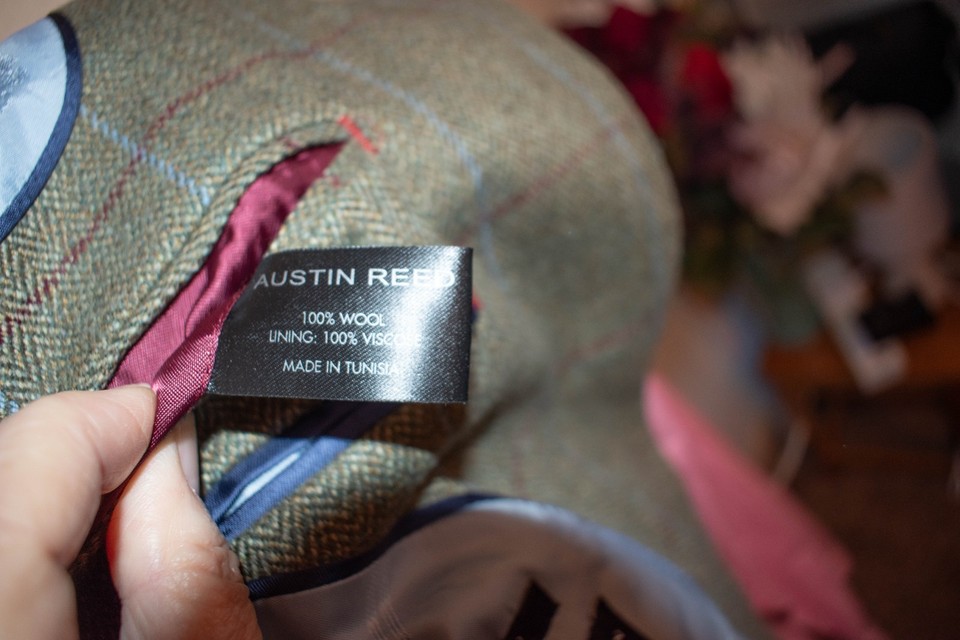 AUSTIN REED
100% WOOL
LINING: 100% VISCOSE
MADE IN TUNISIA